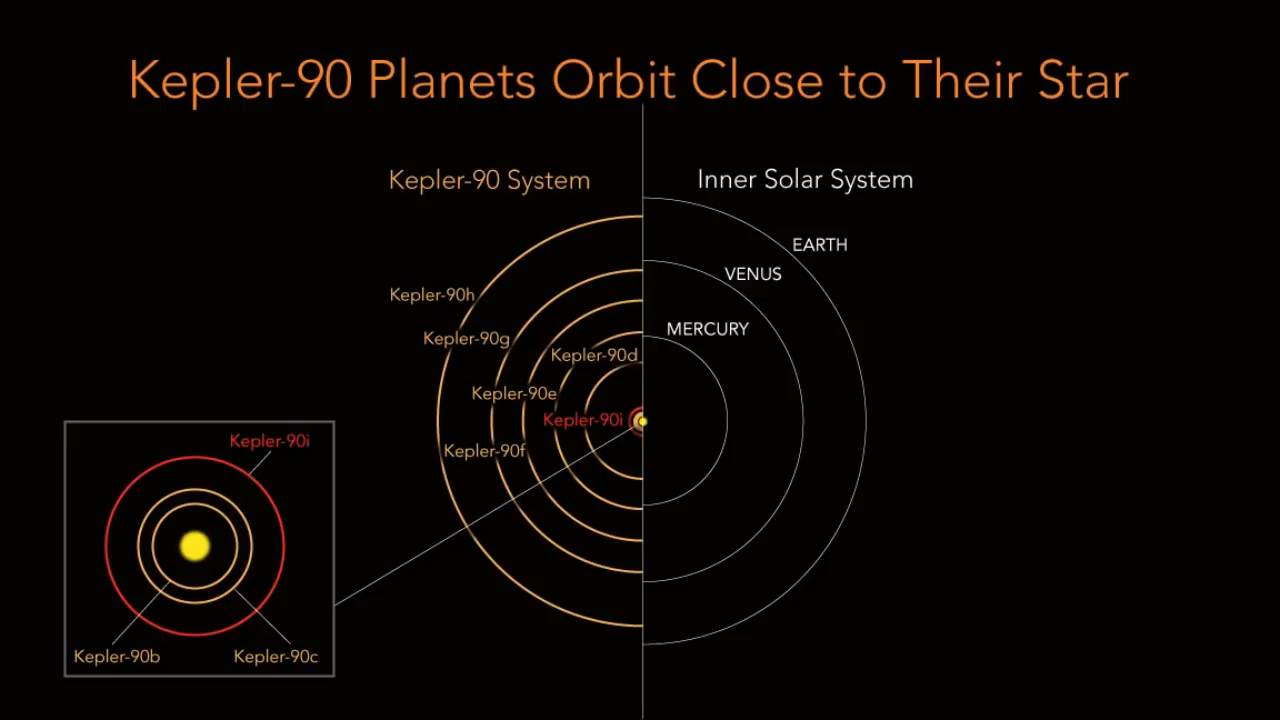 Kepler-90 Planets Orbit Close to Their Star
Kepler-90 System
Inner Solar System
EARTH
VENUS
Kepler-90h
MERCURY
Kepler-90g
Kepler-90d
Kepler-90e
Kepler-90i
Kepler-90f
Kepler-90i
Kepler-90b
Kepler-90c